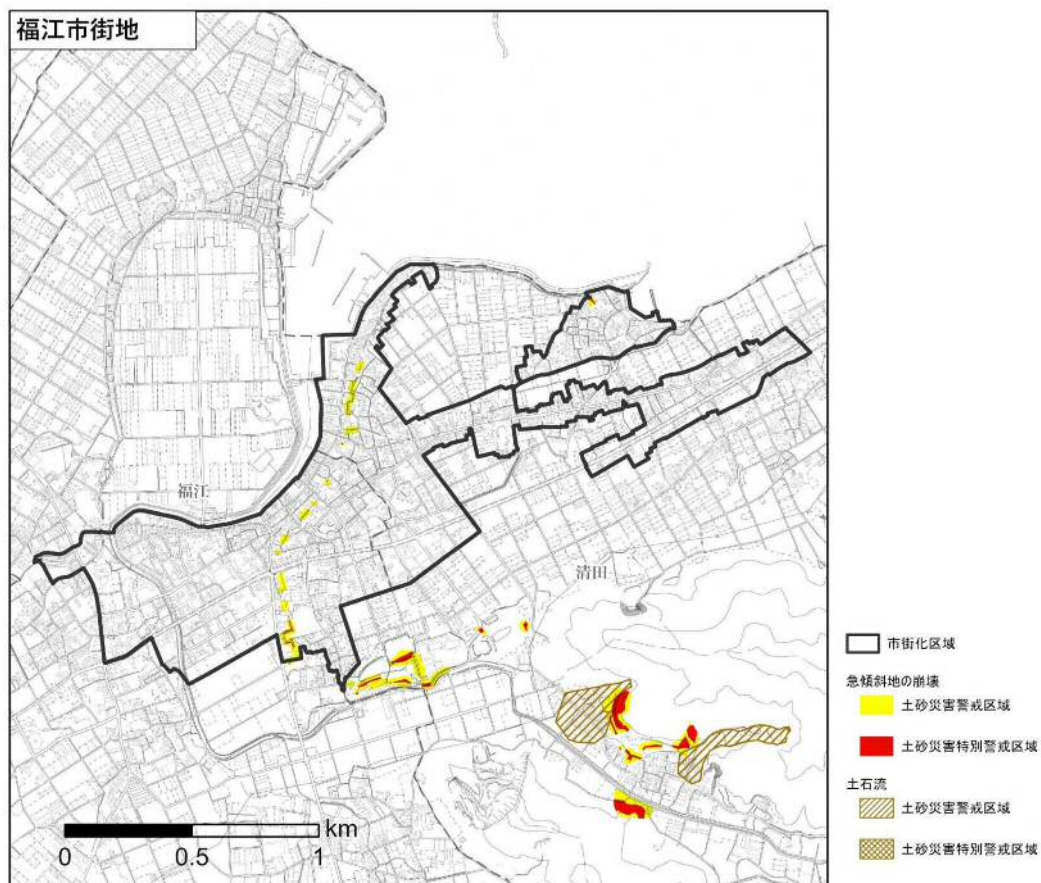 福江市街地
福江
清田
km
0
0.5
1
市街化区域
急傾斜地の崩壊
土砂災害警戒区域
土砂災害特別警戒区域
土石流
土砂災害警戒区域
土砂災害特別警戒区域